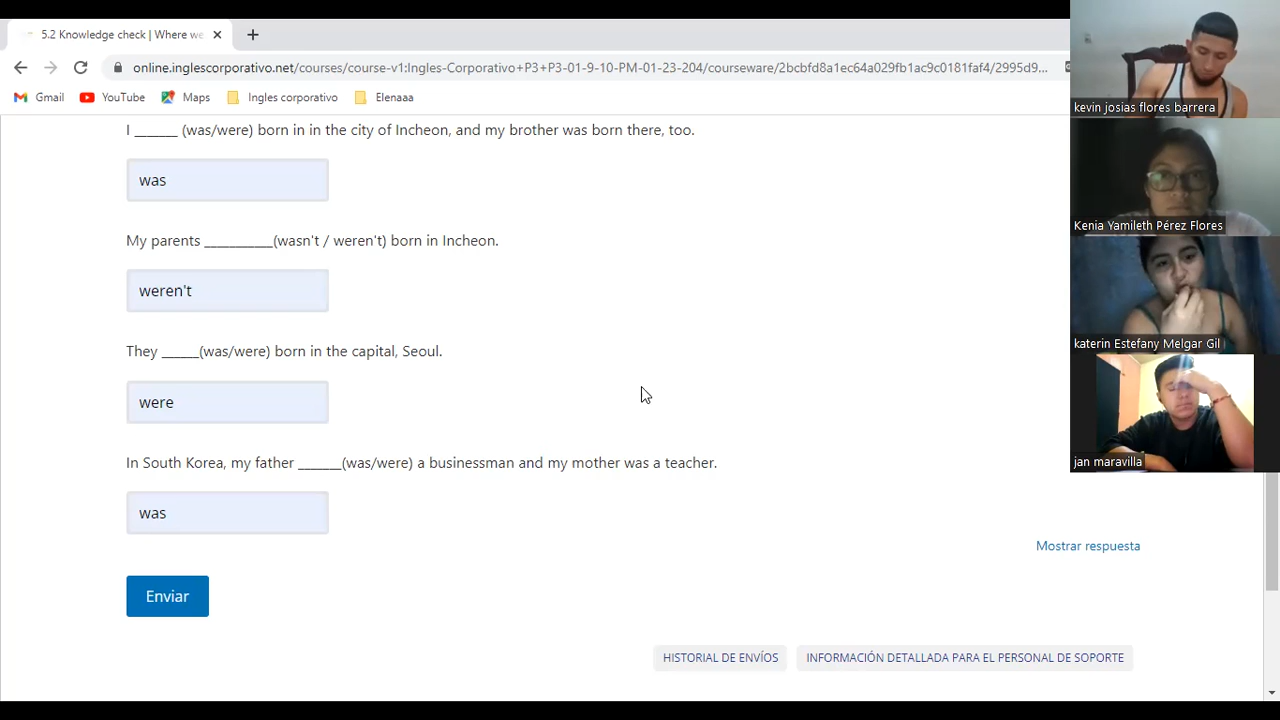 5.2 Knowledge check | Where we
online.inglescorporativo.net/courses/course-v1:Ingles-Corporativo+P3+P3-01-9-10-PM-01-23-204/courseware/2bcbfd8a1ec64a029fb1ac9c0181faf4/2995d9...
Gmail YouTube Maps Ingles corporativo Elenaaa
I _______ (was/were) born in in the city of Incheon, and my brother was born there, too.
was
My parents ___________(wasn't / weren't) born in Incheon.
weren't
They ______(was/were) born in the capital, Seoul.
were
In South Korea, my father _______(was/were) a businessman and my mother was a teacher.
was
Mostrar respuesta
Enviar
HISTORIAL DE ENVÍOS INFORMACIÓN DETALLADA PARA EL PERSONAL DE SOPORTE
kevin josias flores barrera
Kenia Yamileth Pérez Flores
katerin Estefany Melgar Gil
jan maravilla